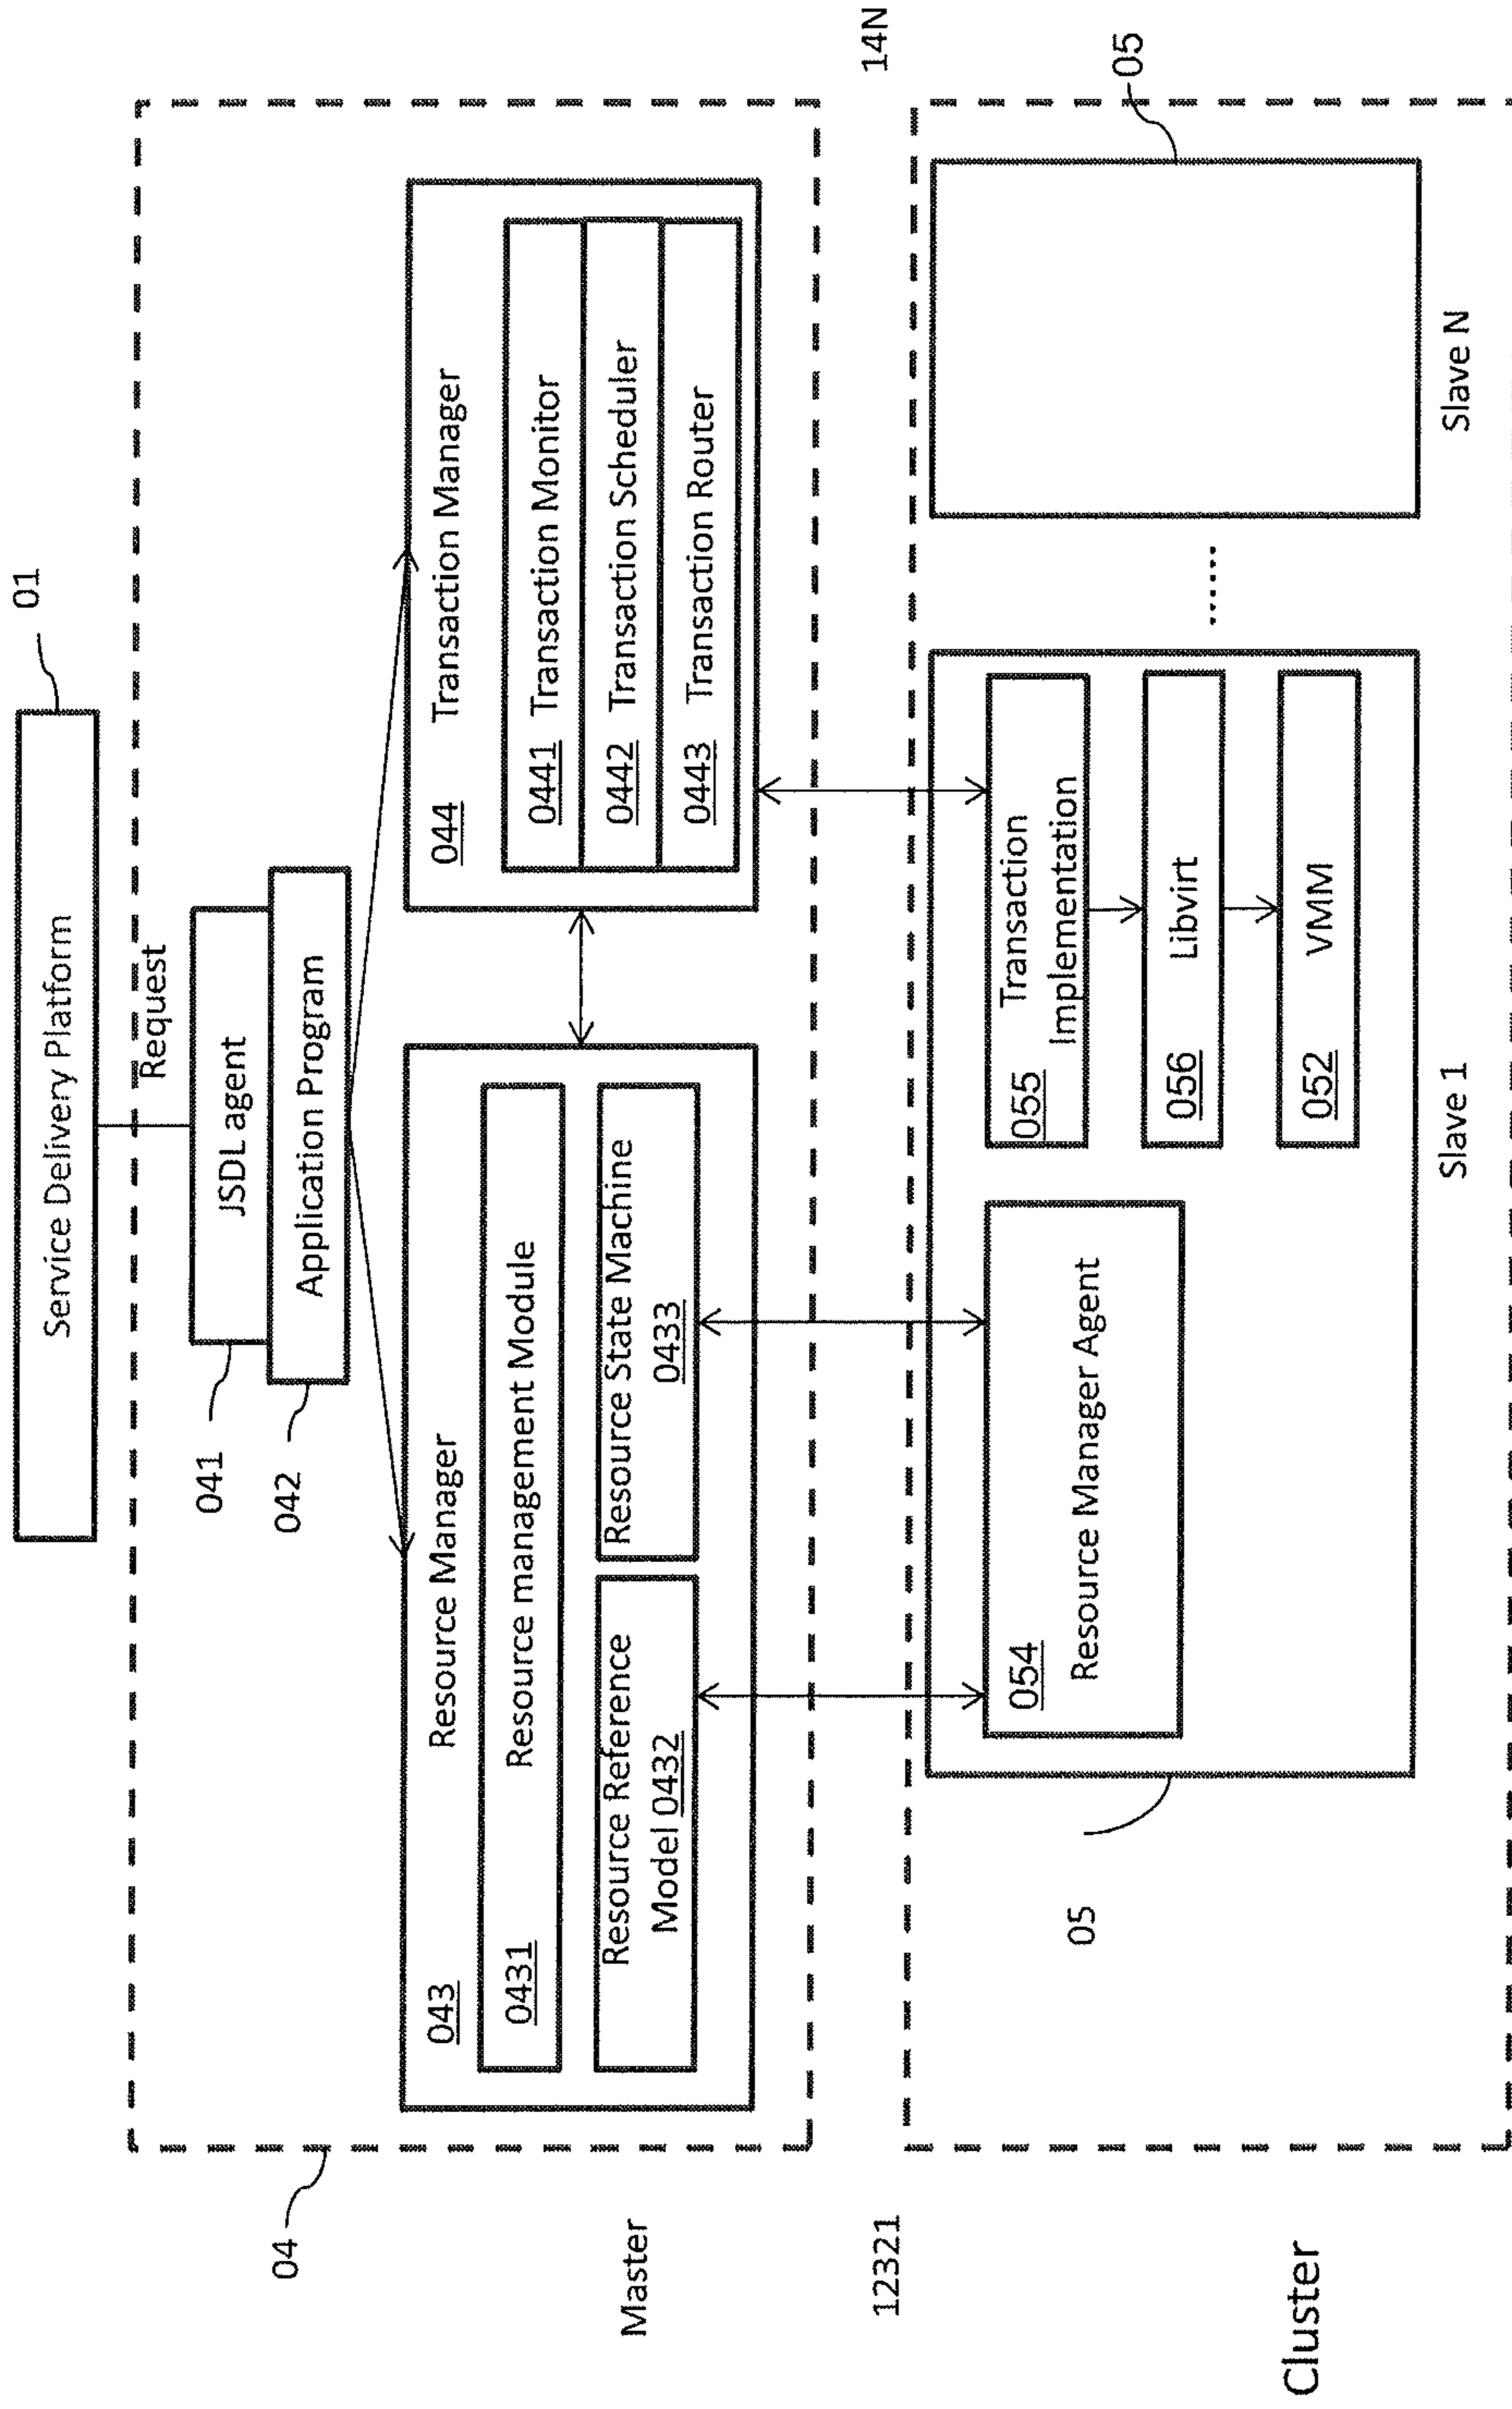 01
Service Delivery Platform
Request
041
JSDL agent
042
Application Program
04
Master
043
Resource Manager
0431
Resource management Module
Resource Reference
Model 0432
Resource State Machine
0433
044
Transaction Manager
0441
Transaction Monitor
0442
Transaction Scheduler
0443
Transaction Router
12321
14N
Cluster
05
054
Resource Manager Agent
055
Transaction
Implementation
056
Libvirt
052
VMM
Slave 1
......
05
Slave N